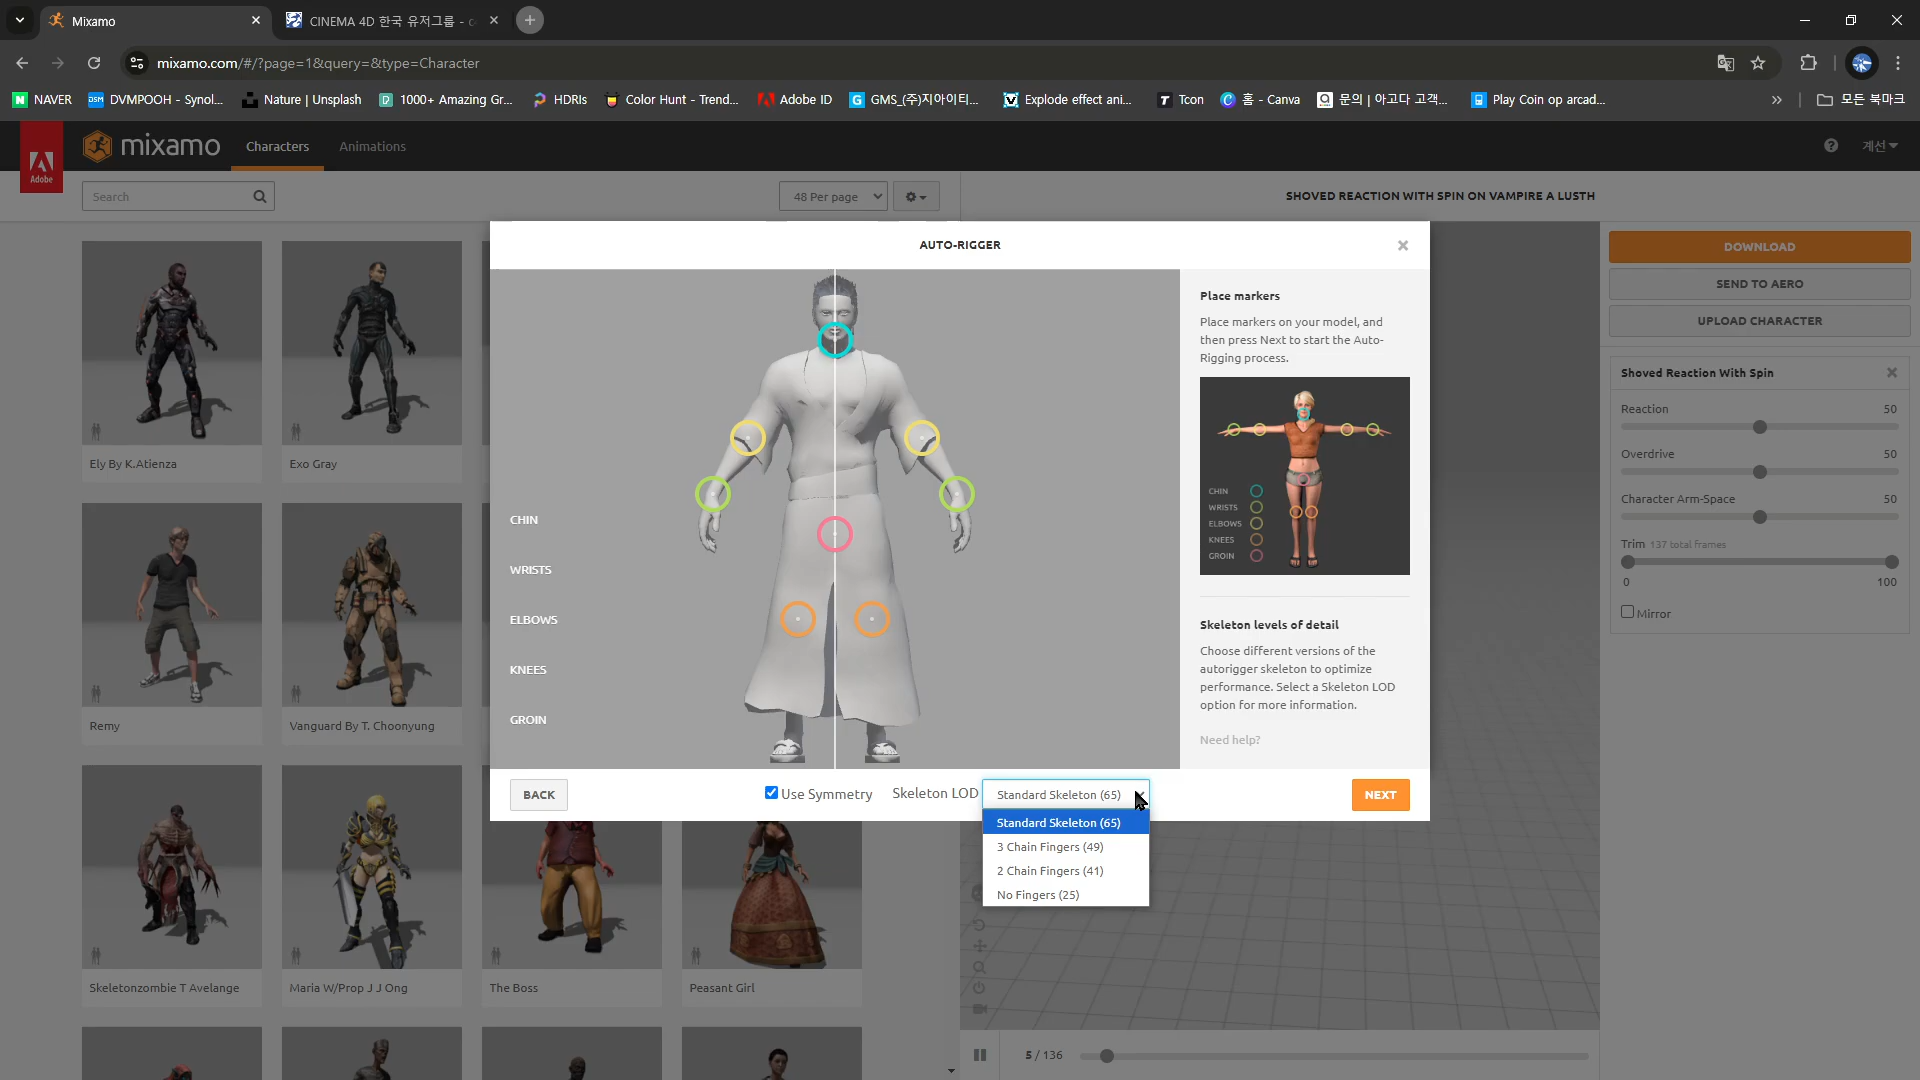 Mixamo
CINEMA 4D 한국 유저그룹 - c
mixamo.com/#/?page=1&query=&type=Character
NAVER
DVMPOOH - Synol...
Nature | Unsplash
1000+ Amazing Gr...
HDRIs
Color Hunt - Trend...
Adobe ID
GMS_(주)지아이티...
Explode effect ani...
Tcon
홈 - Canva
문의 | 아고다 고객...
Play Coin op arcad...
모든 북마크
Adobe
mixamo
Characters
Animations
계선
Search
48 Per page
SHOVED REACTION WITH SPIN ON VAMPIRE A LUSTH
AUTO-RIGGER
DOWNLOAD
SEND TO AERO
UPLOAD CHARACTER
Place markers
Place markers on your model, and
then press Next to start the Auto-
Rigging process.
CHIN
WRISTS
ELBOWS
KNEES
GROIN
Skeleton levels of detail
Choose different versions of the
autorigger skeleton to optimize
performance. Select a Skeleton LOD
option for more information.
Need help?
CHIN
WRISTS
ELBOWS
KNEES
GROIN
BACK
Use Symmetry
Skeleton LOD
Standard Skeleton (65)
NEXT
Standard Skeleton (65)
3 Chain Fingers (49)
2 Chain Fingers (41)
No Fingers (25)
Shoved Reaction With Spin
Reaction 50
Overdrive 50
Character Arm-Space 50
Trim 137 total frames
0 100
Mirror
Ely By K.Atienza
Exo Gray
Remy
Vanguard By T. Choonyung
Skeletonzombie T Avelange
Maria W/Prop J J Ong
The Boss
Peasant Girl
5 / 136